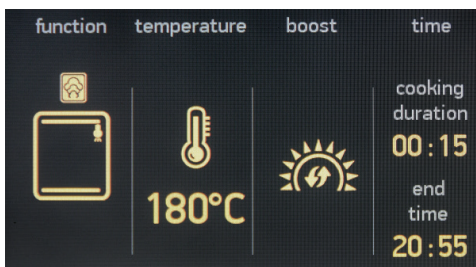 function temperature boost time
cooking
duration
00:15
180°C
end
time
20:55